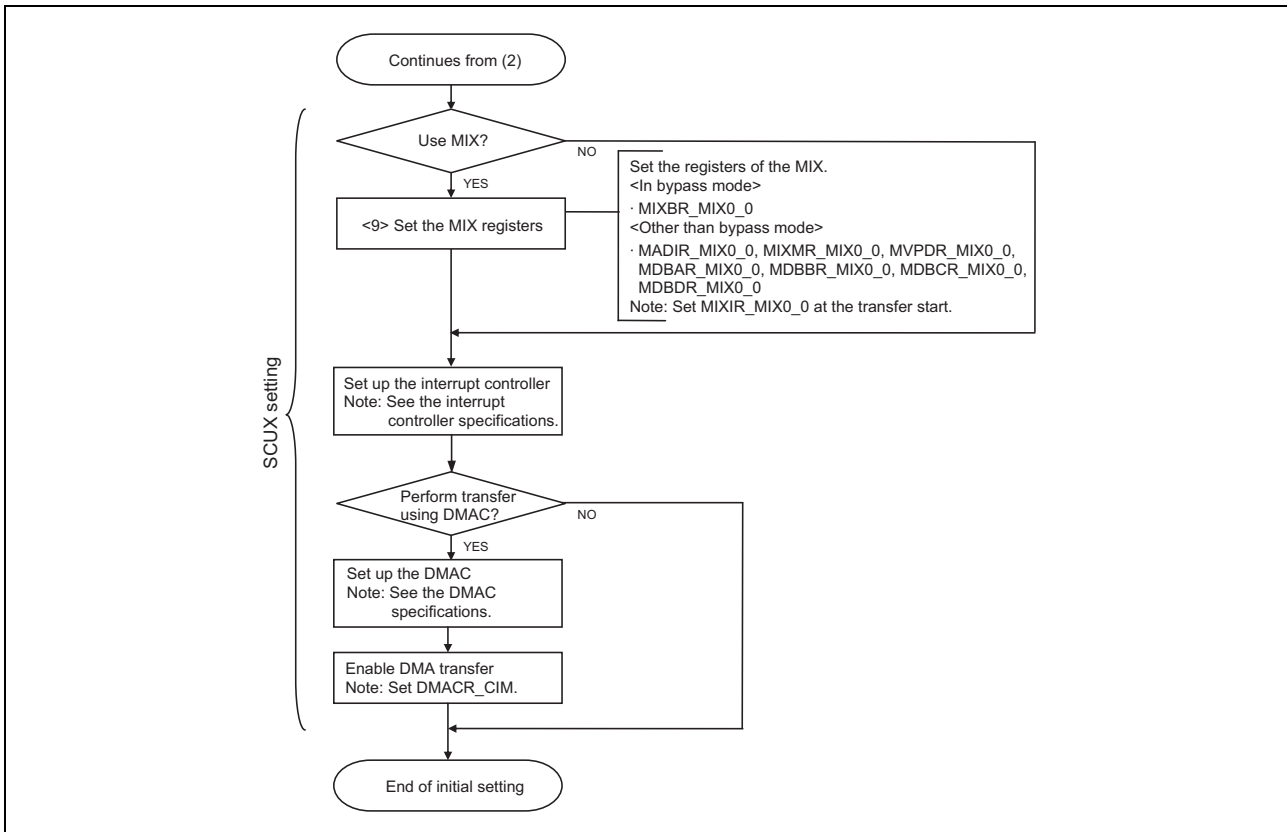 Continues from (2)
Use MIX?
NO
YES
<9> Set the MIX registers
Set the registers of the MIX.
<In bypass mode>
· MIXBR_MIX0_0
<Other than bypass mode>
· MADIR_MIX0_0, MIXMR_MIX0_0, MVPDR_MIX0_0,
MDBAR_MIX0_0, MDBBR_MIX0_0, MDBCR_MIX0_0,
MDBDR_MIX0_0
Note: Set MIXIR_MIX0_0 at the transfer start.
SCUX setting
Set up the interrupt controller
Note: See the interrupt
controller specifications.
Perform transfer
using DMAC?
NO
YES
Set up the DMAC
Note: See the DMAC
specifications.
Enable DMA transfer
Note: Set DMACR_CIM.
End of initial setting